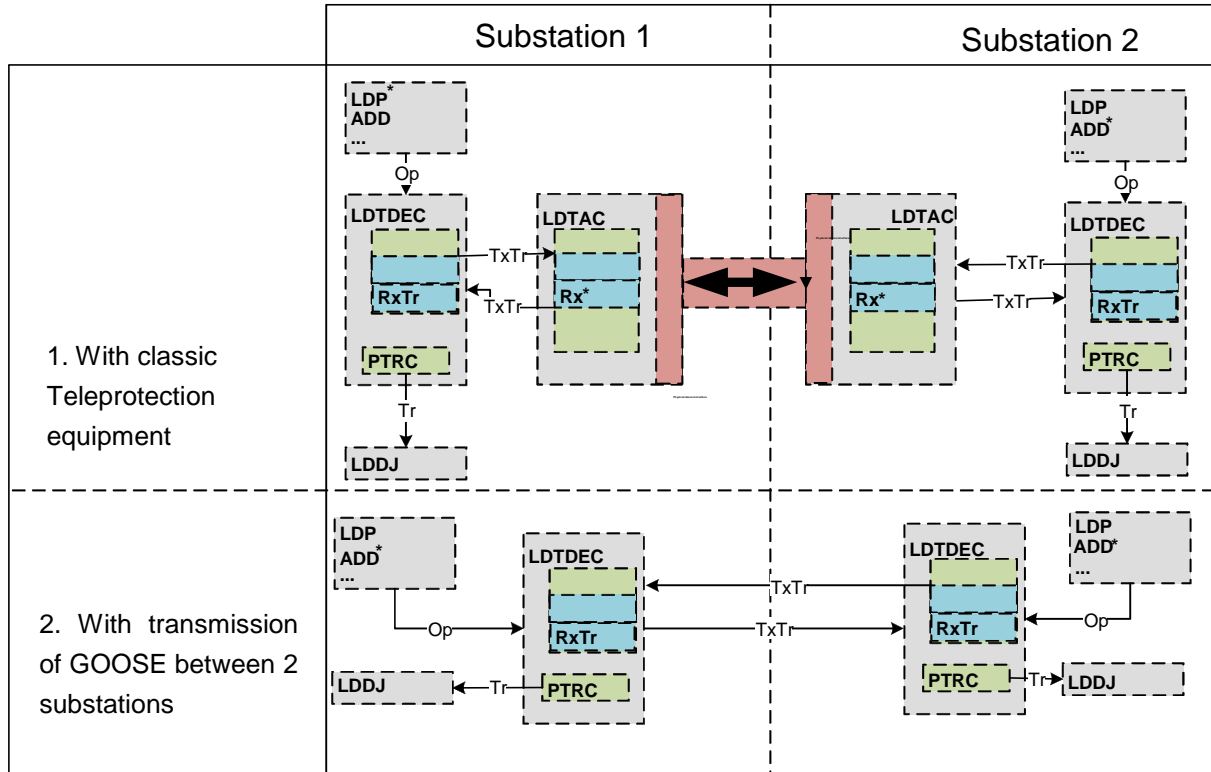 Substation 1
Substation 2
1. With classic
Teleprotection
equipment
LDP*
ADD
...
Op
LDTDEC
RxTr
PTRC
Tr
LDDJ
TxTr
TxTr
LDTAC
Rx*
LDTAC
Rx*
TxTr
TxTr
LDP
ADD*
...
Op
LDTDEC
RxTr
PTRC
Tr
LDDJ
2. With transmission
of GOOSE between 2
substations
LDP
ADD*
...
Op
LDTDEC
RxTr
PTRC
Tr
LDDJ
TxTr
TxTr
LDTDEC
RxTr
PTRC
Tr
LDDJ
LDP
ADD*
...
Op